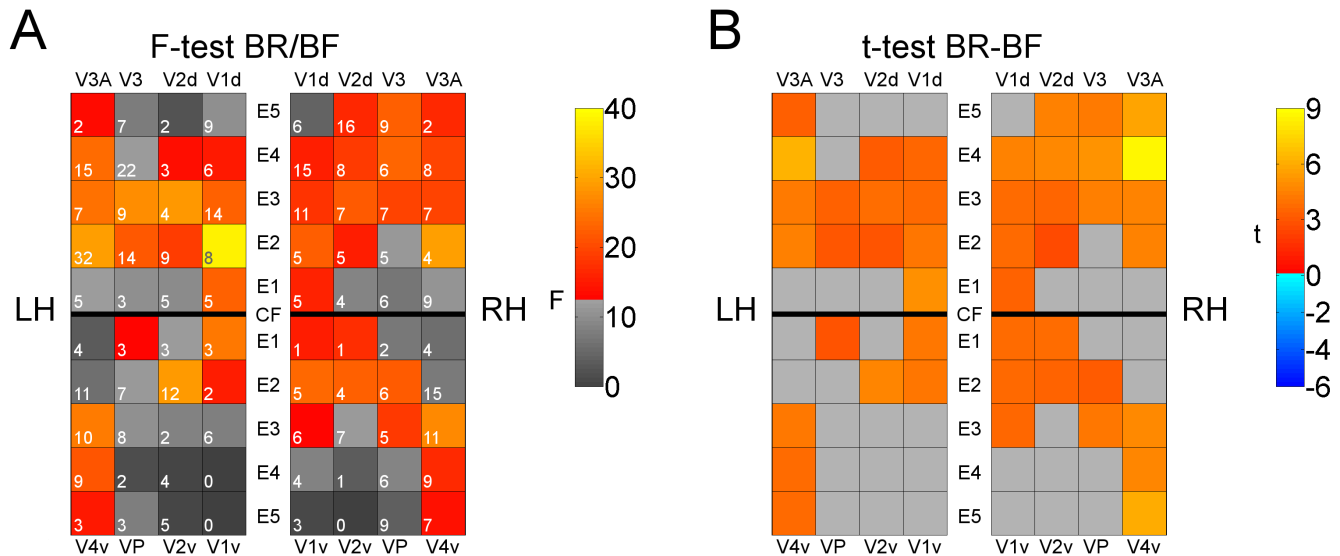 A
F-test BR/BF
V3A V3 V2d V1d V1d V2d V3 V3A
2 7 2 9 E5 6 16 9 2
15 22 3 6 E4 15 8 6 8
7 9 4 14 E3 11 7 7 7
32 14 9 8 E2 5 5 5 4
5 3 5 5 E1 5 4 6 9
LH CF RH
4 3 3 3 E1 1 1 2 4
11 7 12 2 E2 5 4 6 15
10 8 2 6 E3 6 7 5 11
9 2 4 0 E4 4 1 6 9
3 3 5 0 E5 3 0 9 7
V4v VP V2v V1v V1v V2v VP V4v
40
30
20
F
10
0
B
t-test BR-BF
V3A V3 V2d V1d V1d V2d V3 V3A
E5
E4
E3
E2
E1
LH CF RH
E1
E2
E3
E4
E5
V4v VP V2v V1v V1v V2v VP V4v
9
6
t
3
0
-2
-4
-6